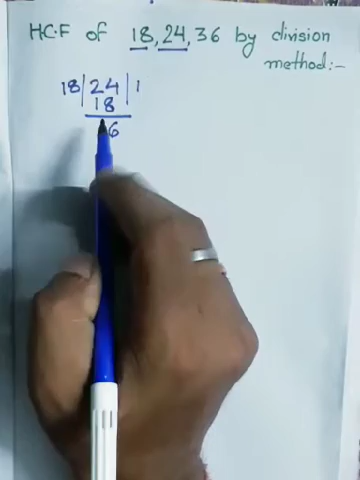 H.C.F of 18, 24, 36 by division
method:-
18 24 1
18
6